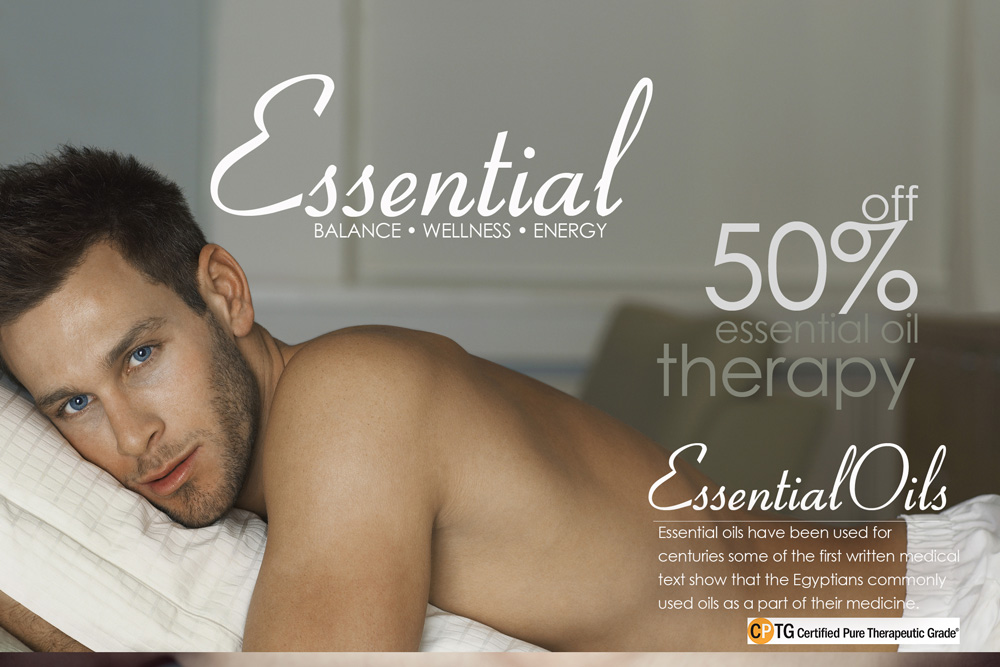 Essential
BALANCE • WELLNESS • ENERGY
off
50%
essential oil
therapy
Essential Oils
Essential oils have been used for
centuries some of the first written medical
text show that the Egyptians commonly
used oils as a part of their medicine.
CPTG Certified Pure Therapeutic Grade®